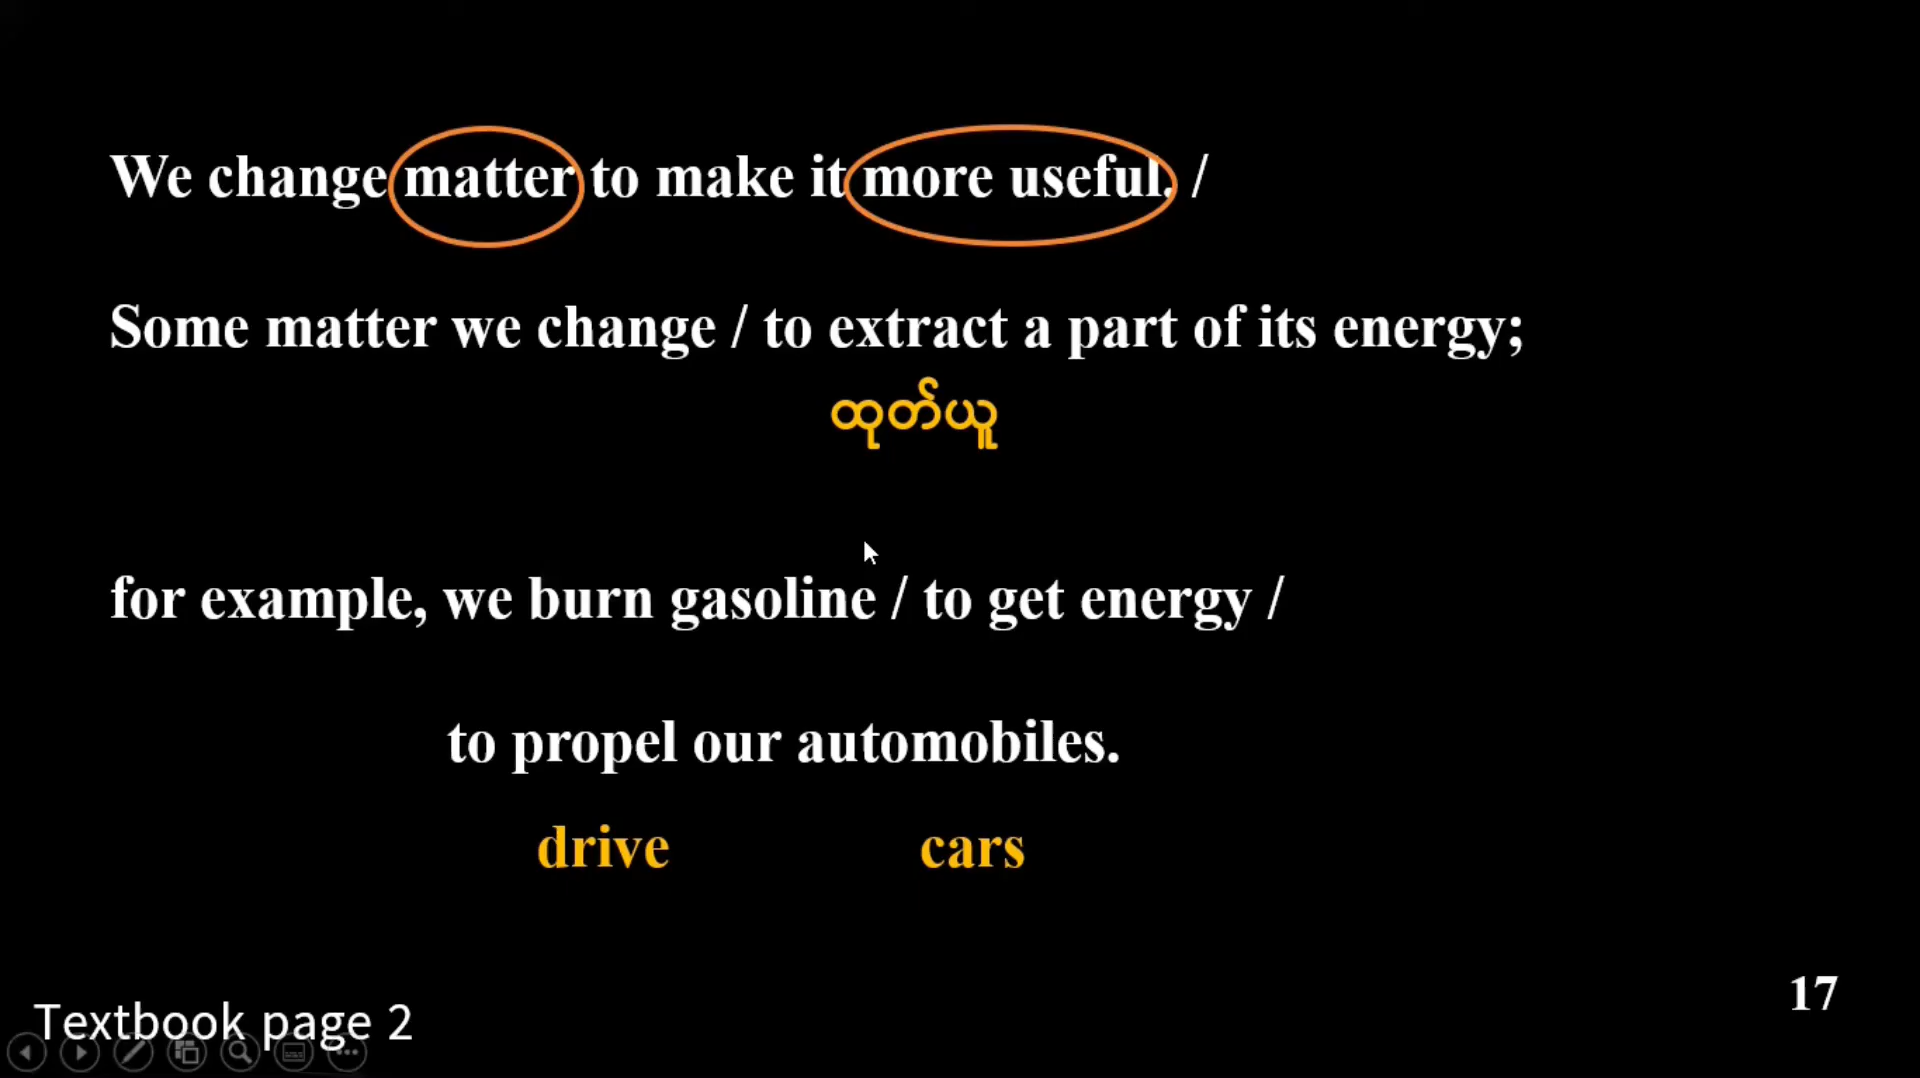 We change matter to make it more useful. /
Some matter we change / to extract a part of its energy;
ထုတ်ယူ
for example, we burn gasoline / to get energy /
to propel our automobiles.
drive cars
17
Textbook page 2